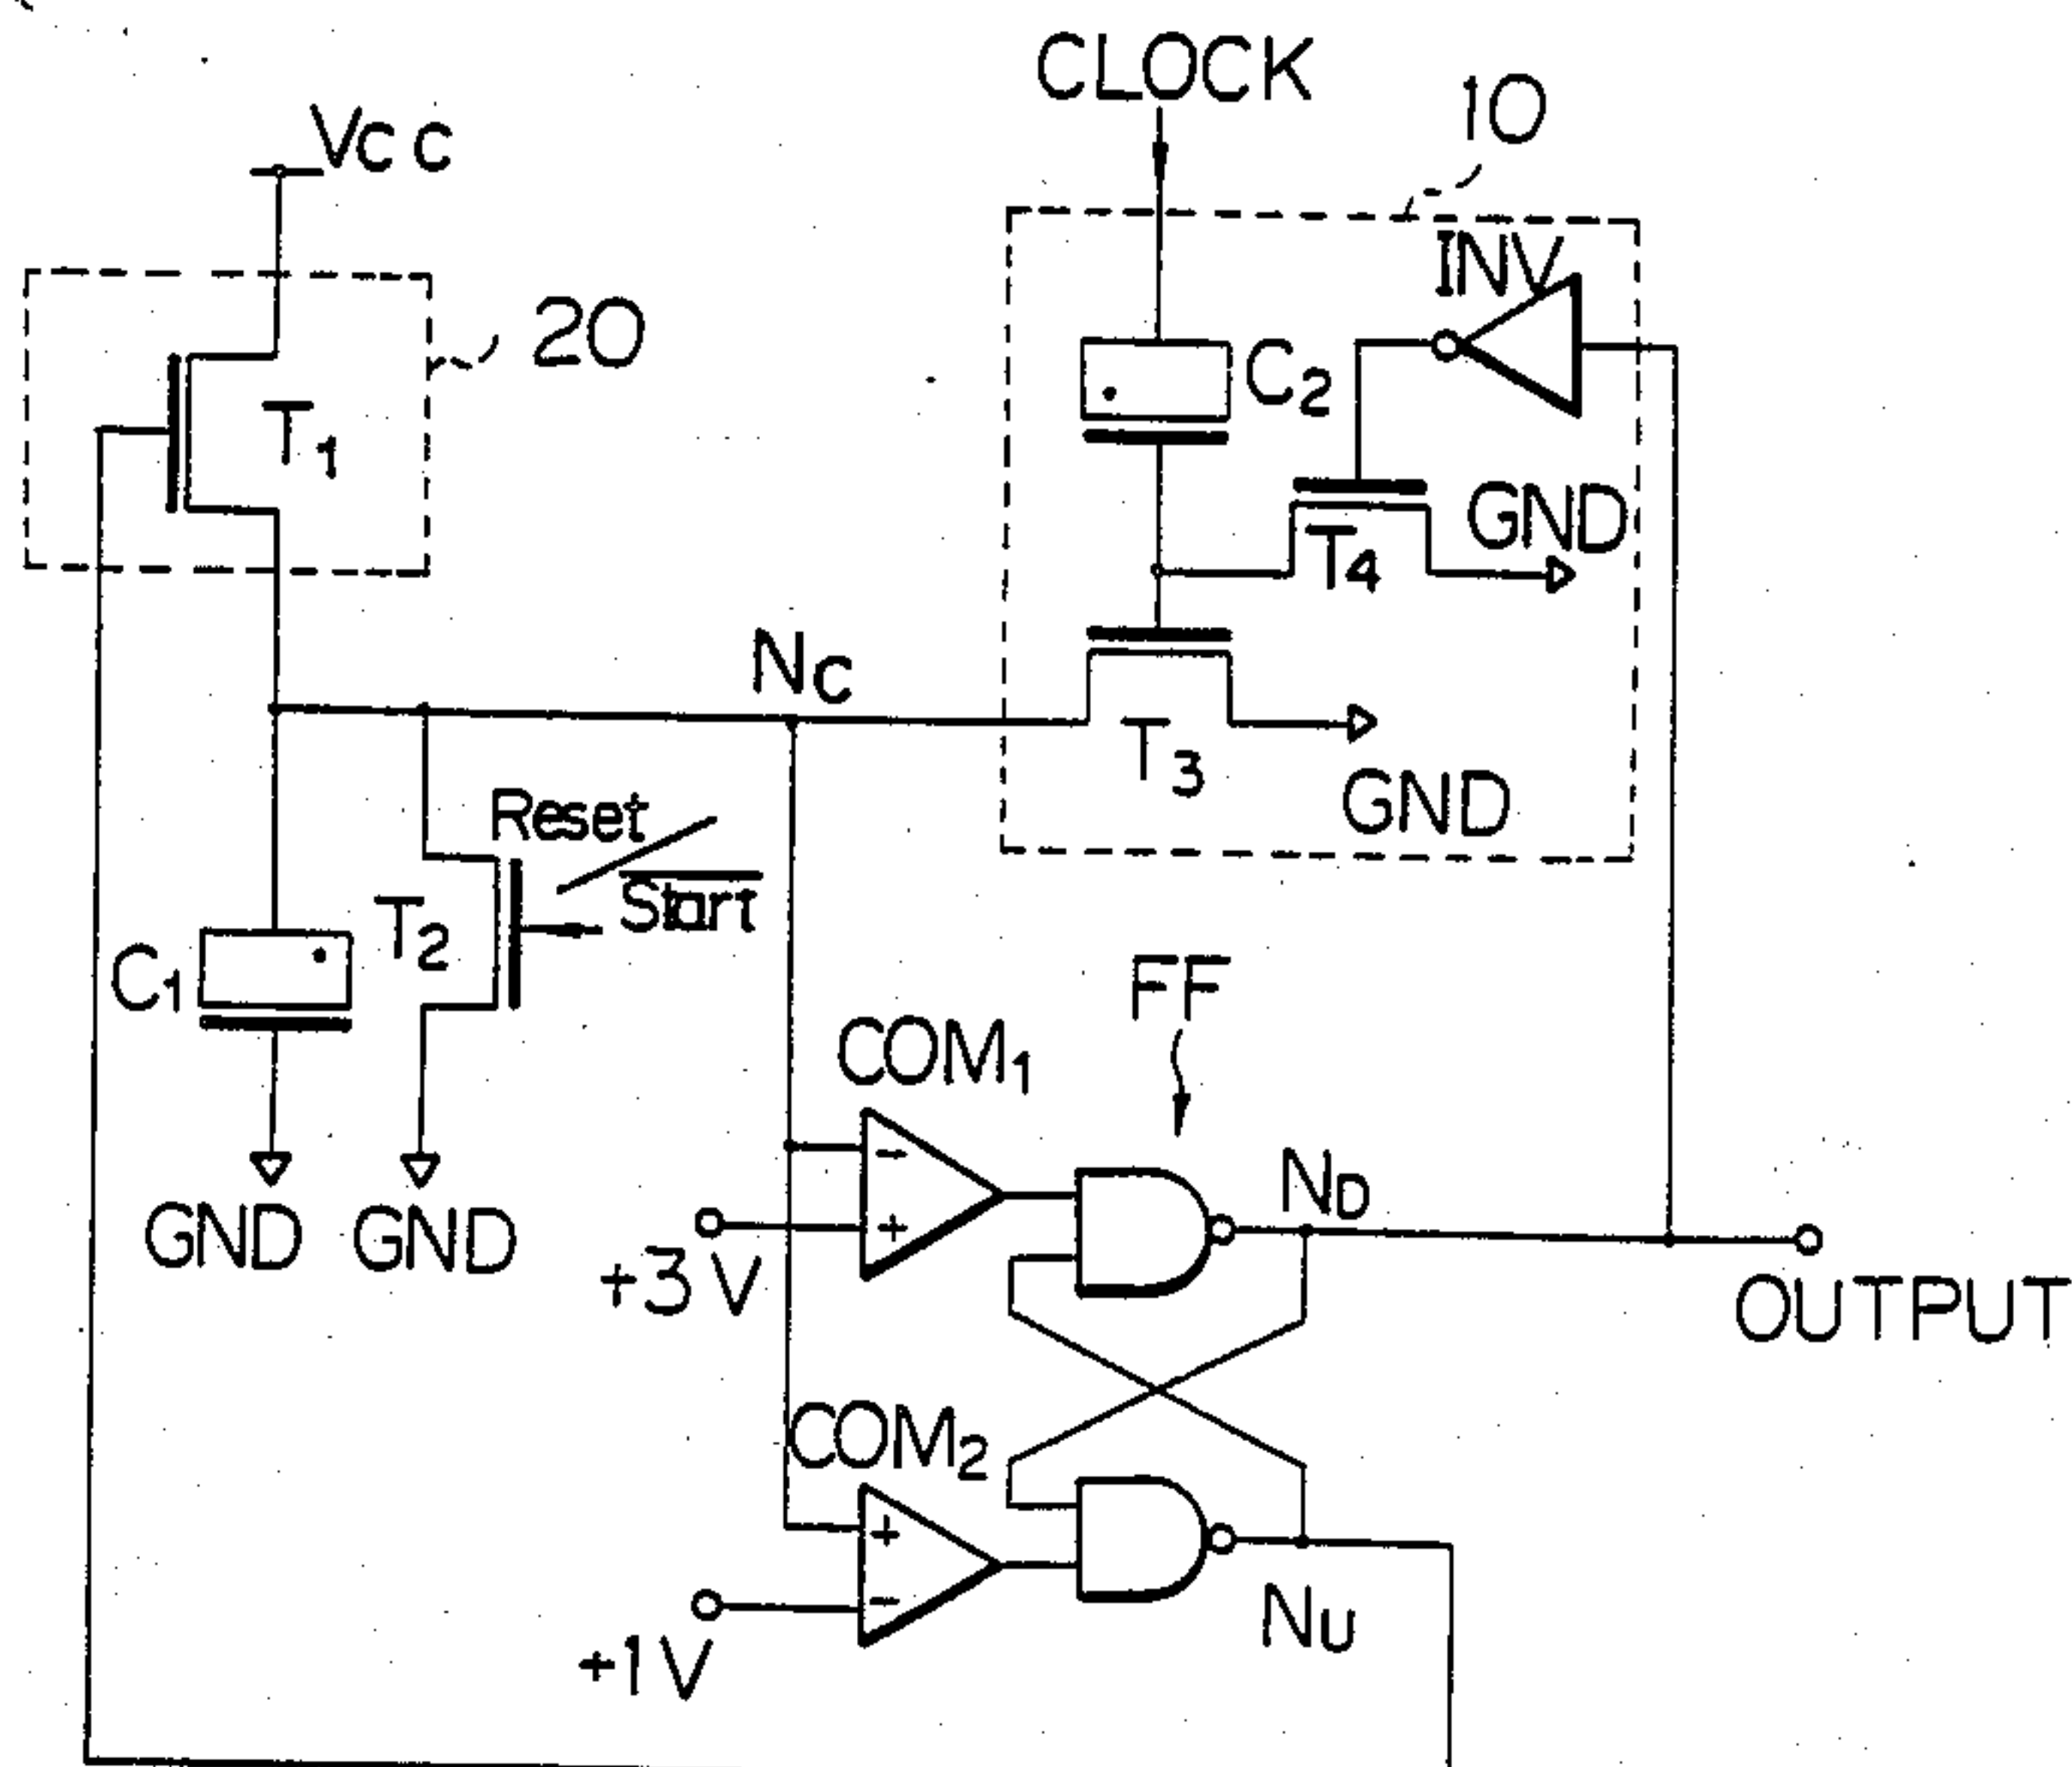 CLOCK
10
Vcc
INV
20
C2
T1
GND
T4
Nc
T3
GND
Reset
/
Start
T2
C1
FF
COM1
-
ND
+
+3V
GND
GND
OUTPUT
COM2
+
-
NU
+1V